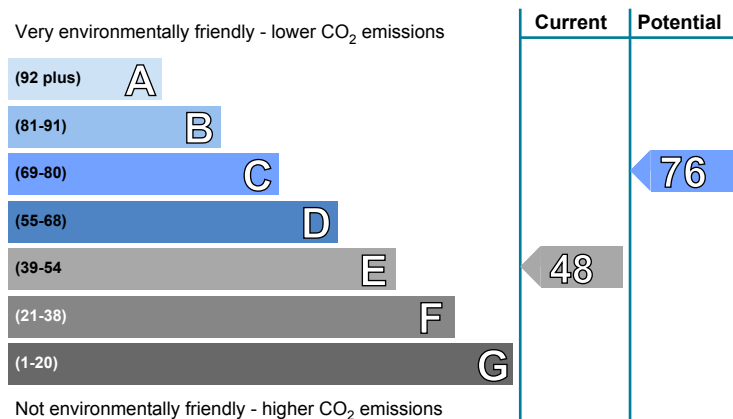 Current Potential
Very environmentally friendly - lower CO₂ emissions
(92 plus) A
(81-91) B
(69-80) C
76
(55-68) D
(39-54 E
48
(21-38) F
(1-20) G
Not environmentally friendly - higher CO₂ emissions